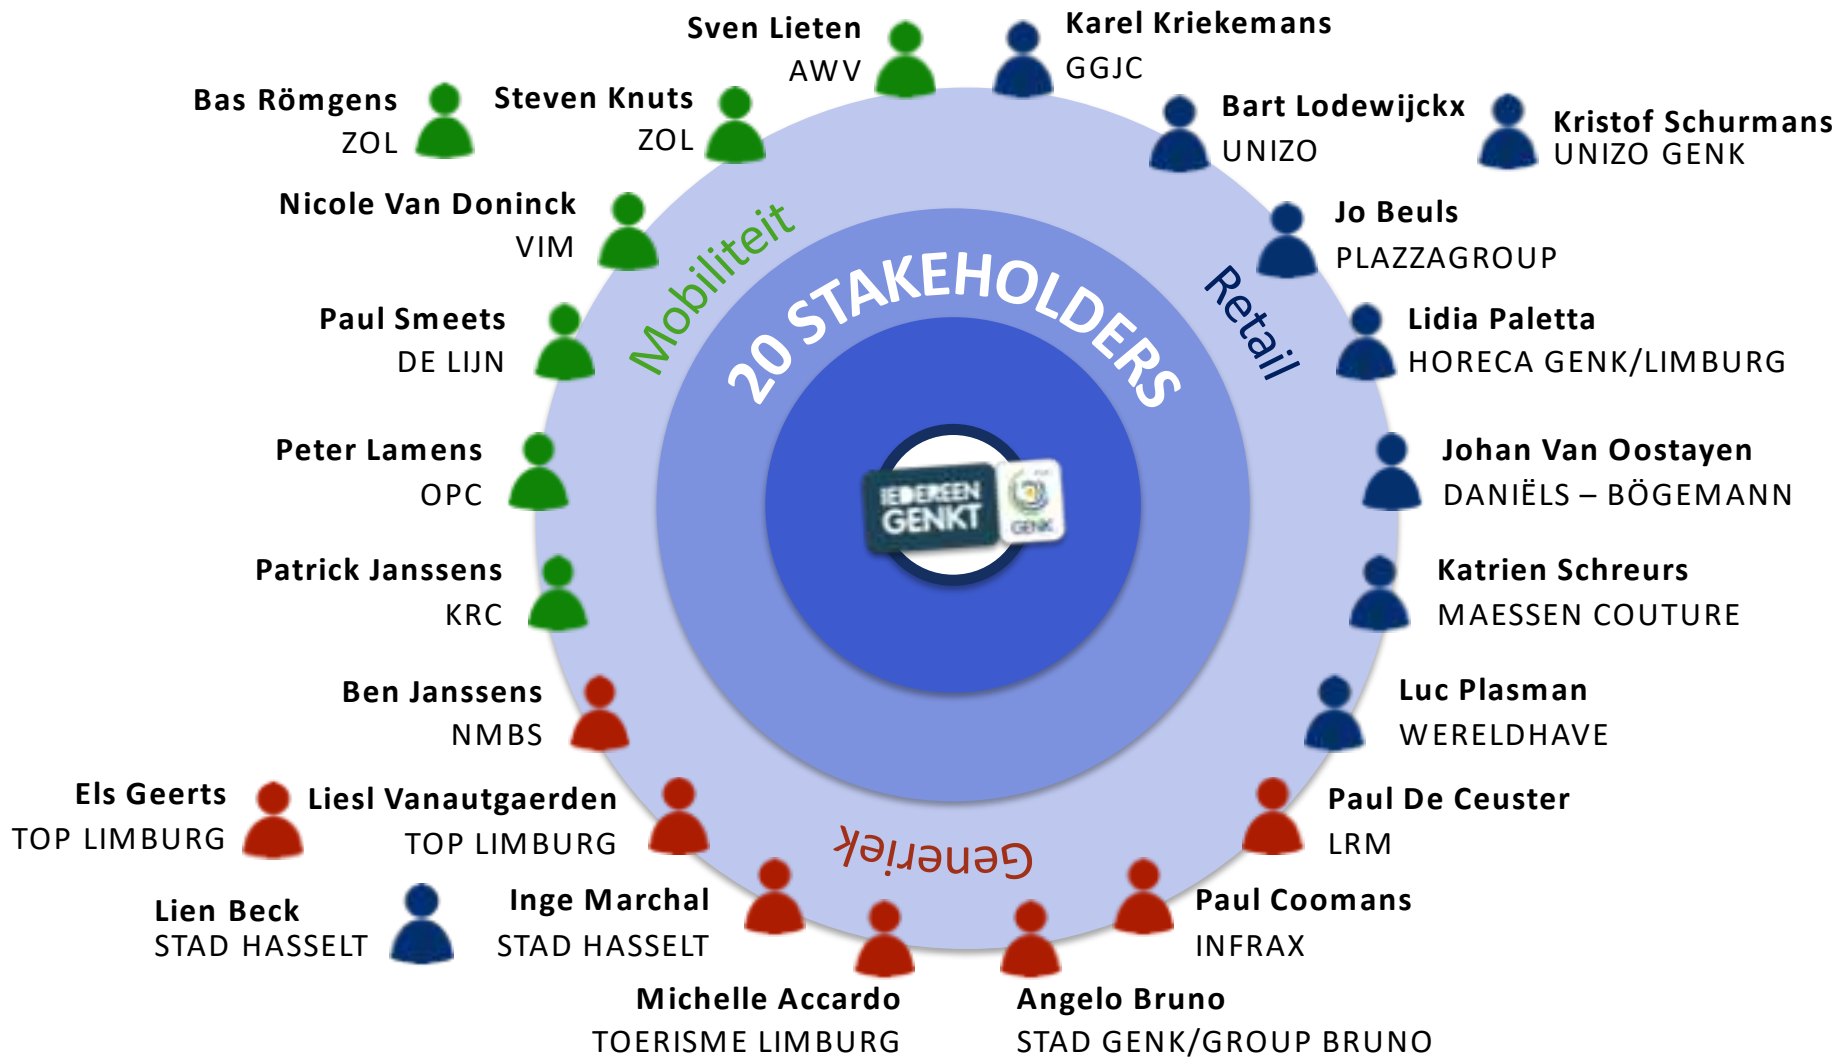 Sven Lieten
AWV
Karel Kriekemans
GGJC
Bas Römgens
ZOL
Steven Knuts
ZOL
Bart Lodewijckx
UNIZO
Kristof Schurmans
UNIZO GENK
Nicole Van Doninck
VIM
Jo Beuls
PLAZZAGROUP
Mobiliteit
20 STAKEHOLDERS
Retail
Paul Smeets
DE LIJN
Lidia Paletta
HORECA GENK/LIMBURG
Peter Lamens
OPC
Johan Van Oostayen
DANIËLS – BÖGEMANN
IEDEREEN
GENKT
GENK
Patrick Janssens
KRC
Katrien Schreurs
MAESSEN COUTURE
Ben Janssens
NMBS
Luc Plasman
WERELDHAVE
Els Geerts
TOP LIMBURG
Liesl Vanautgaerden
TOP LIMBURG
Generiek
Paul De Ceuster
LRM
Lien Beck
STAD HASSELT
Inge Marchal
STAD HASSELT
Paul Coomans
INFRAX
Michelle Accardo
TOERISME LIMBURG
Angelo Bruno
STAD GENK/GROUP BRUNO